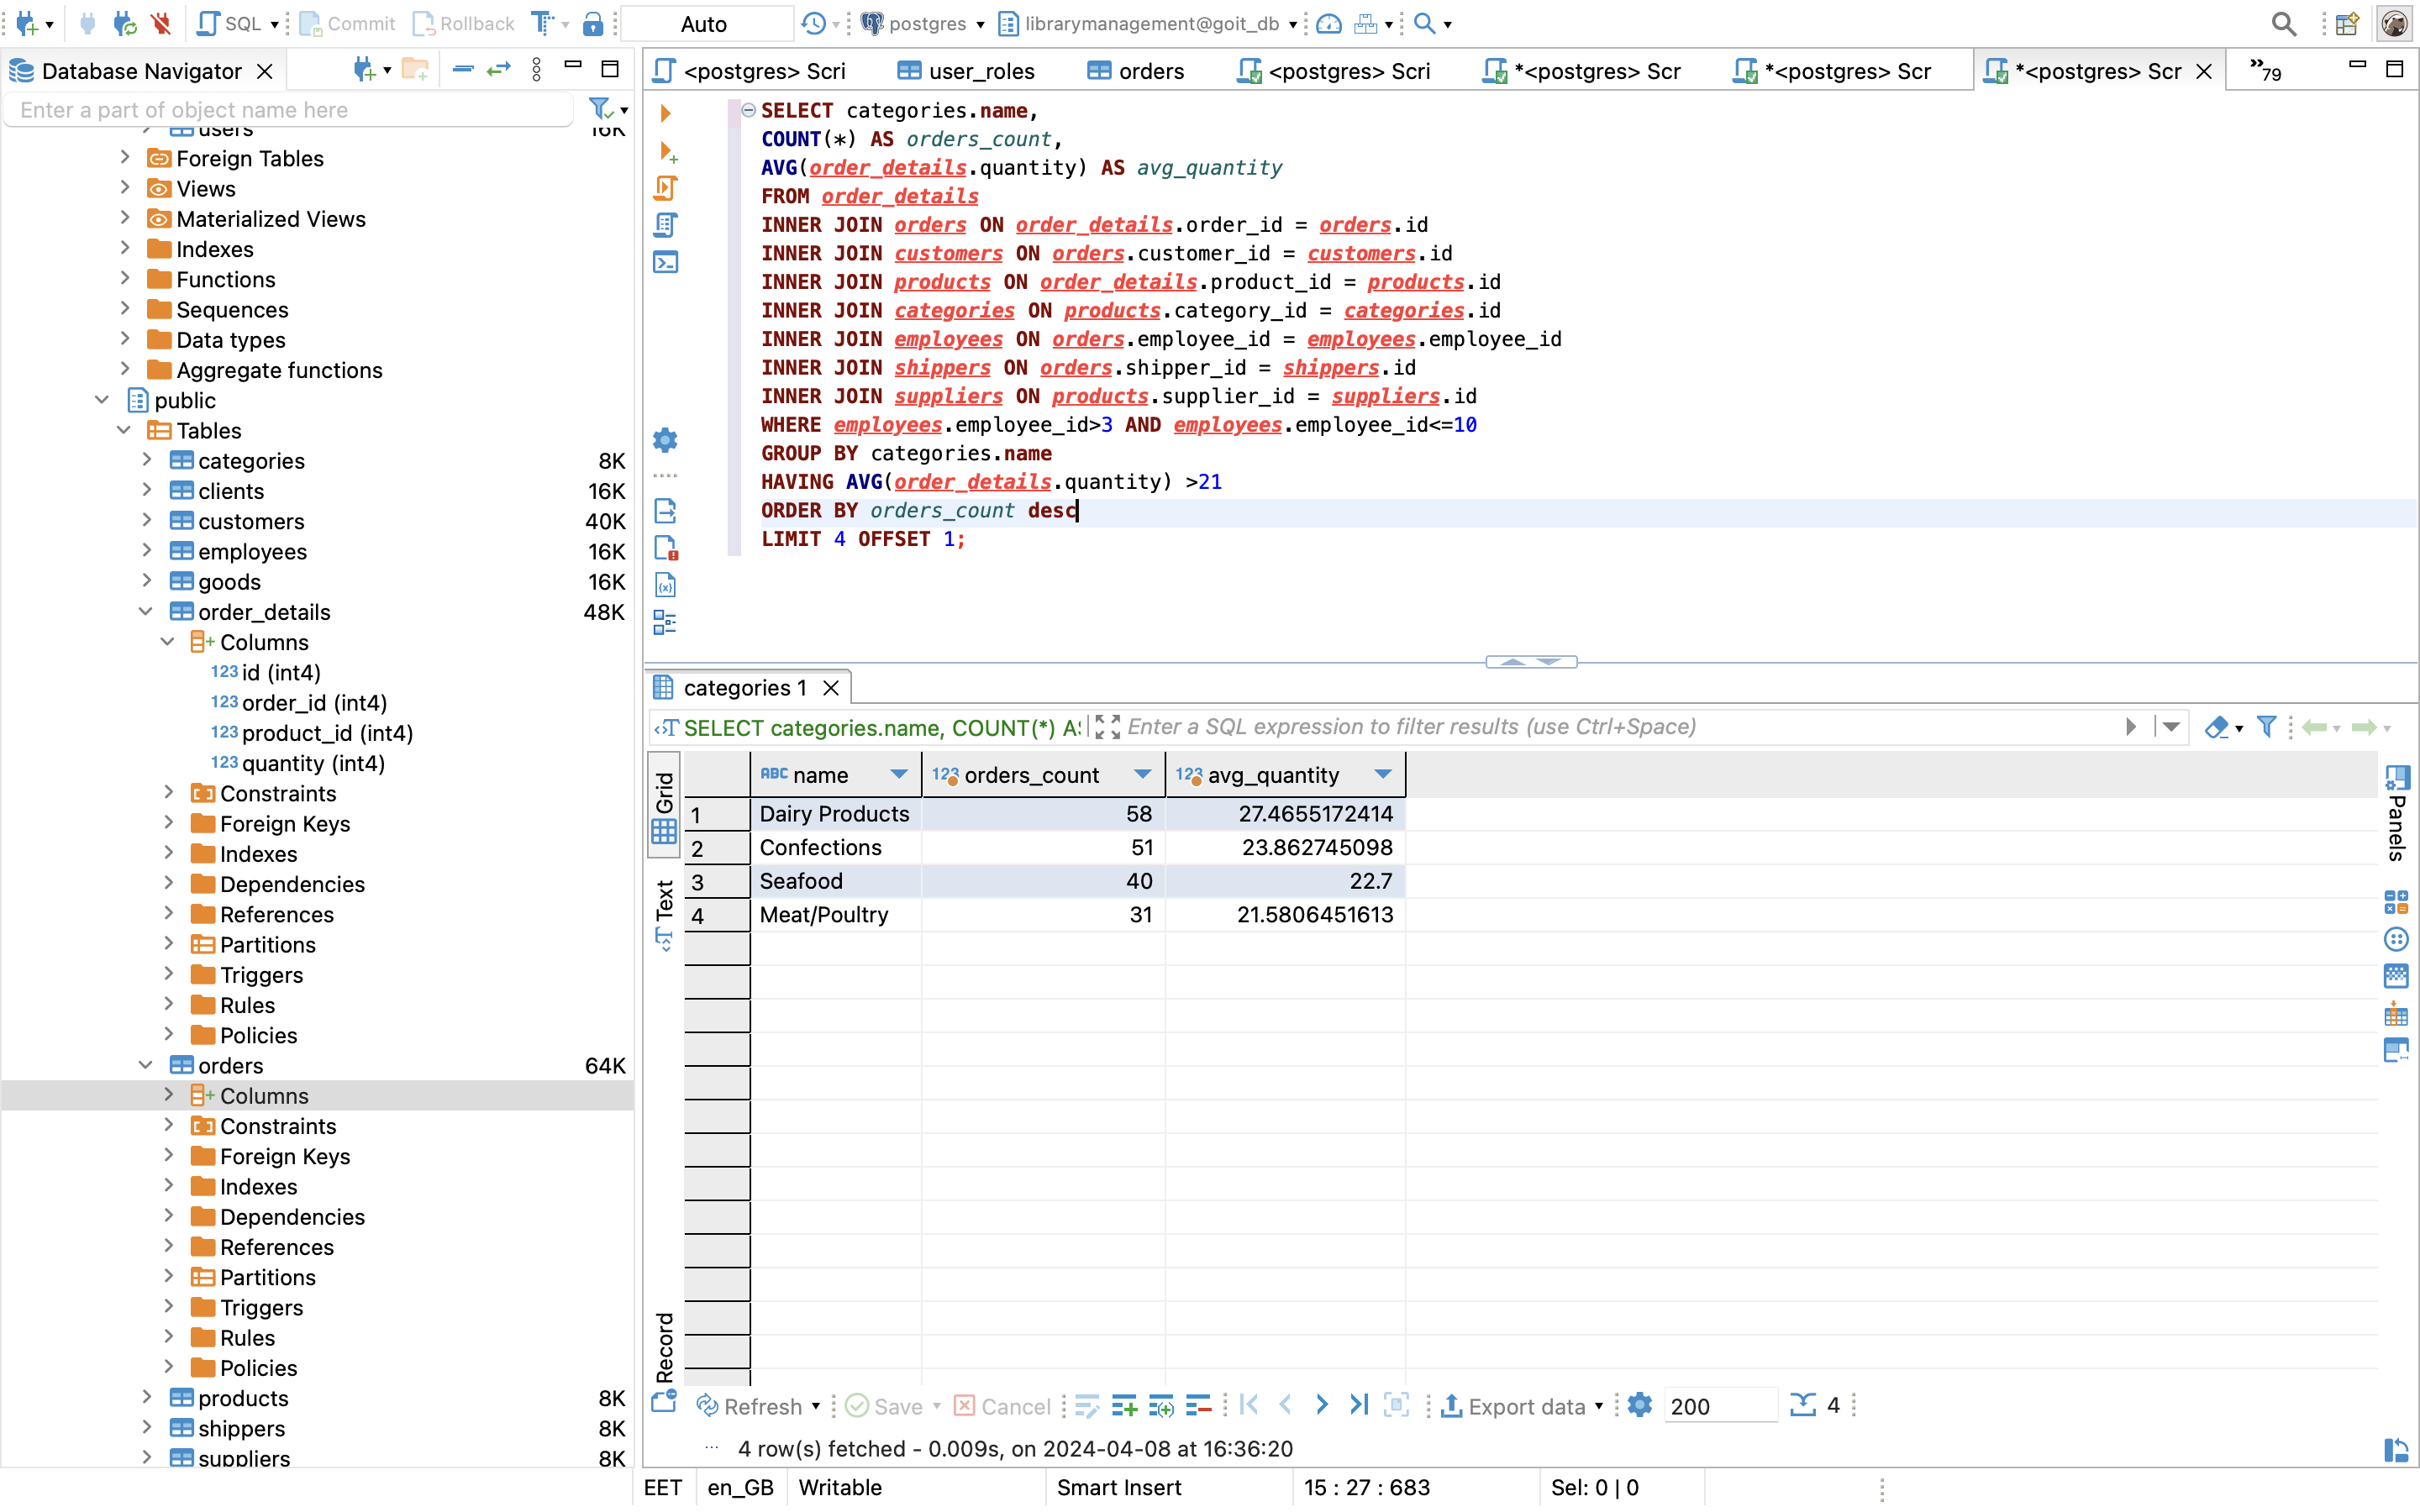 SQL
Commit
Rollback
Auto
postgres
librarymanagement@goit_db
Database Navigator
<postgres> Scri
user_roles
orders
<postgres> Scri
*<postgres> Scr
*<postgres> Scr
*<postgres> Scr
79
Enter a part of object name here
users 16K
Foreign Tables
Views
Materialized Views
Indexes
Functions
Sequences
Data types
Aggregate functions
public
Tables
categories 8K
clients 16K
customers 40K
employees 16K
goods 16K
order_details 48K
Columns
123 id (int4)
123 order_id (int4)
123 product_id (int4)
123 quantity (int4)
Constraints
Foreign Keys
Indexes
Dependencies
References
Partitions
Triggers
Rules
Policies
orders 64K
Columns
Constraints
Foreign Keys
Indexes
Dependencies
References
Partitions
Triggers
Rules
Policies
products 8K
shippers 8K
suppliers 8K
SELECT categories.name,
COUNT(*) AS orders_count,
AVG(order_details.quantity) AS avg_quantity
FROM order_details
INNER JOIN orders ON order_details.order_id = orders.id
INNER JOIN customers ON orders.customer_id = customers.id
INNER JOIN products ON order_details.product_id = products.id
INNER JOIN categories ON products.category_id = categories.id
INNER JOIN employees ON orders.employee_id = employees.employee_id
INNER JOIN shippers ON orders.shipper_id = shippers.id
INNER JOIN suppliers ON products.supplier_id = suppliers.id
WHERE employees.employee_id>3 AND employees.employee_id<=10
GROUP BY categories.name
HAVING AVG(order_details.quantity) >21
ORDER BY orders_count desc
LIMIT 4 OFFSET 1;
categories 1
SELECT categories.name, COUNT(*) AS
Enter a SQL expression to filter results (use Ctrl+Space)
Grid
Text
Record
Panels
ABC name 123 orders_count 123 avg_quantity
1 Dairy Products 58 27.4655172414
2 Confections 51 23.862745098
3 Seafood 40 22.7
4 Meat/Poultry 31 21.5806451613
Refresh
Save
Cancel
Export data
200
4
4 row(s) fetched - 0.009s, on 2024-04-08 at 16:36:20
EET
en_GB
Writable
Smart Insert
15 : 27 : 683
Sel: 0 | 0